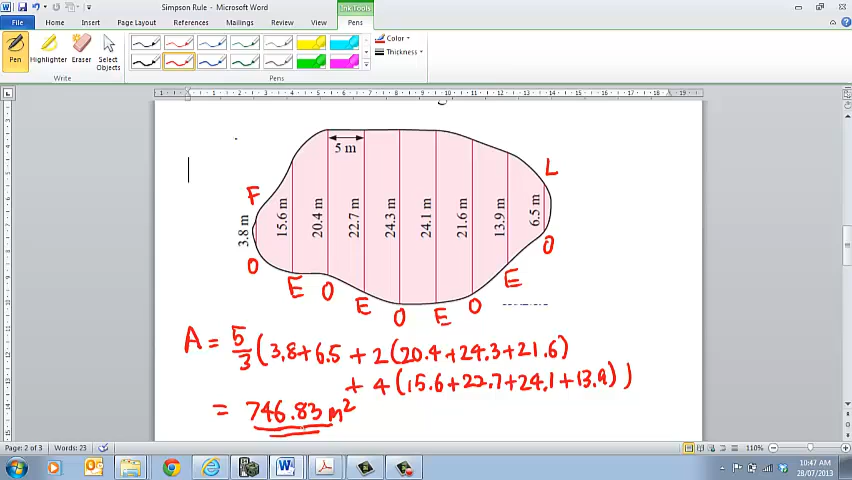 Simpson Rule - Microsoft Word
Ink Tools
File Home Insert Page Layout References Mailings Review View Pens
Pen Highlighter Eraser Select Objects
Color
Thickness
Write Pens
5 m
F L
3.8 m 15.6 m 20.4 m 22.7 m 24.3 m 24.1 m 21.6 m 13.9 m 6.5 m
O E O E O E O E O
A = 5/3 (3.8+6.5 + 2(20.4+24.3+21.6)
+ 4(15.6+22.7+24.1+13.9))
= 746.83 m²
Page: 2 of 3 Words: 23 110%
10:47 AM
28/07/2013